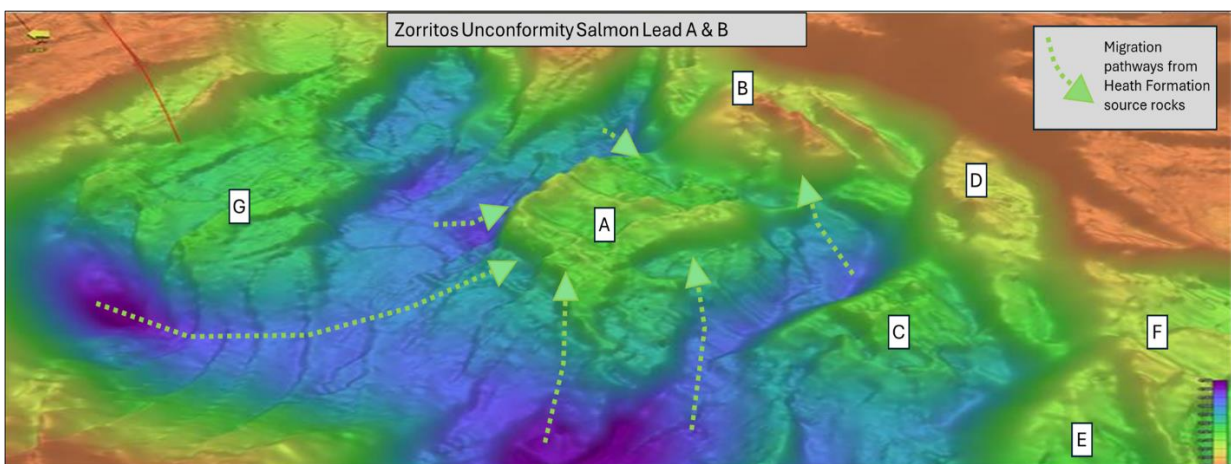 Zorritos Unconformity Salmon Lead A & B
Migration
pathways from
Heath Formation
source rocks
B
D
G
A
C
F
E